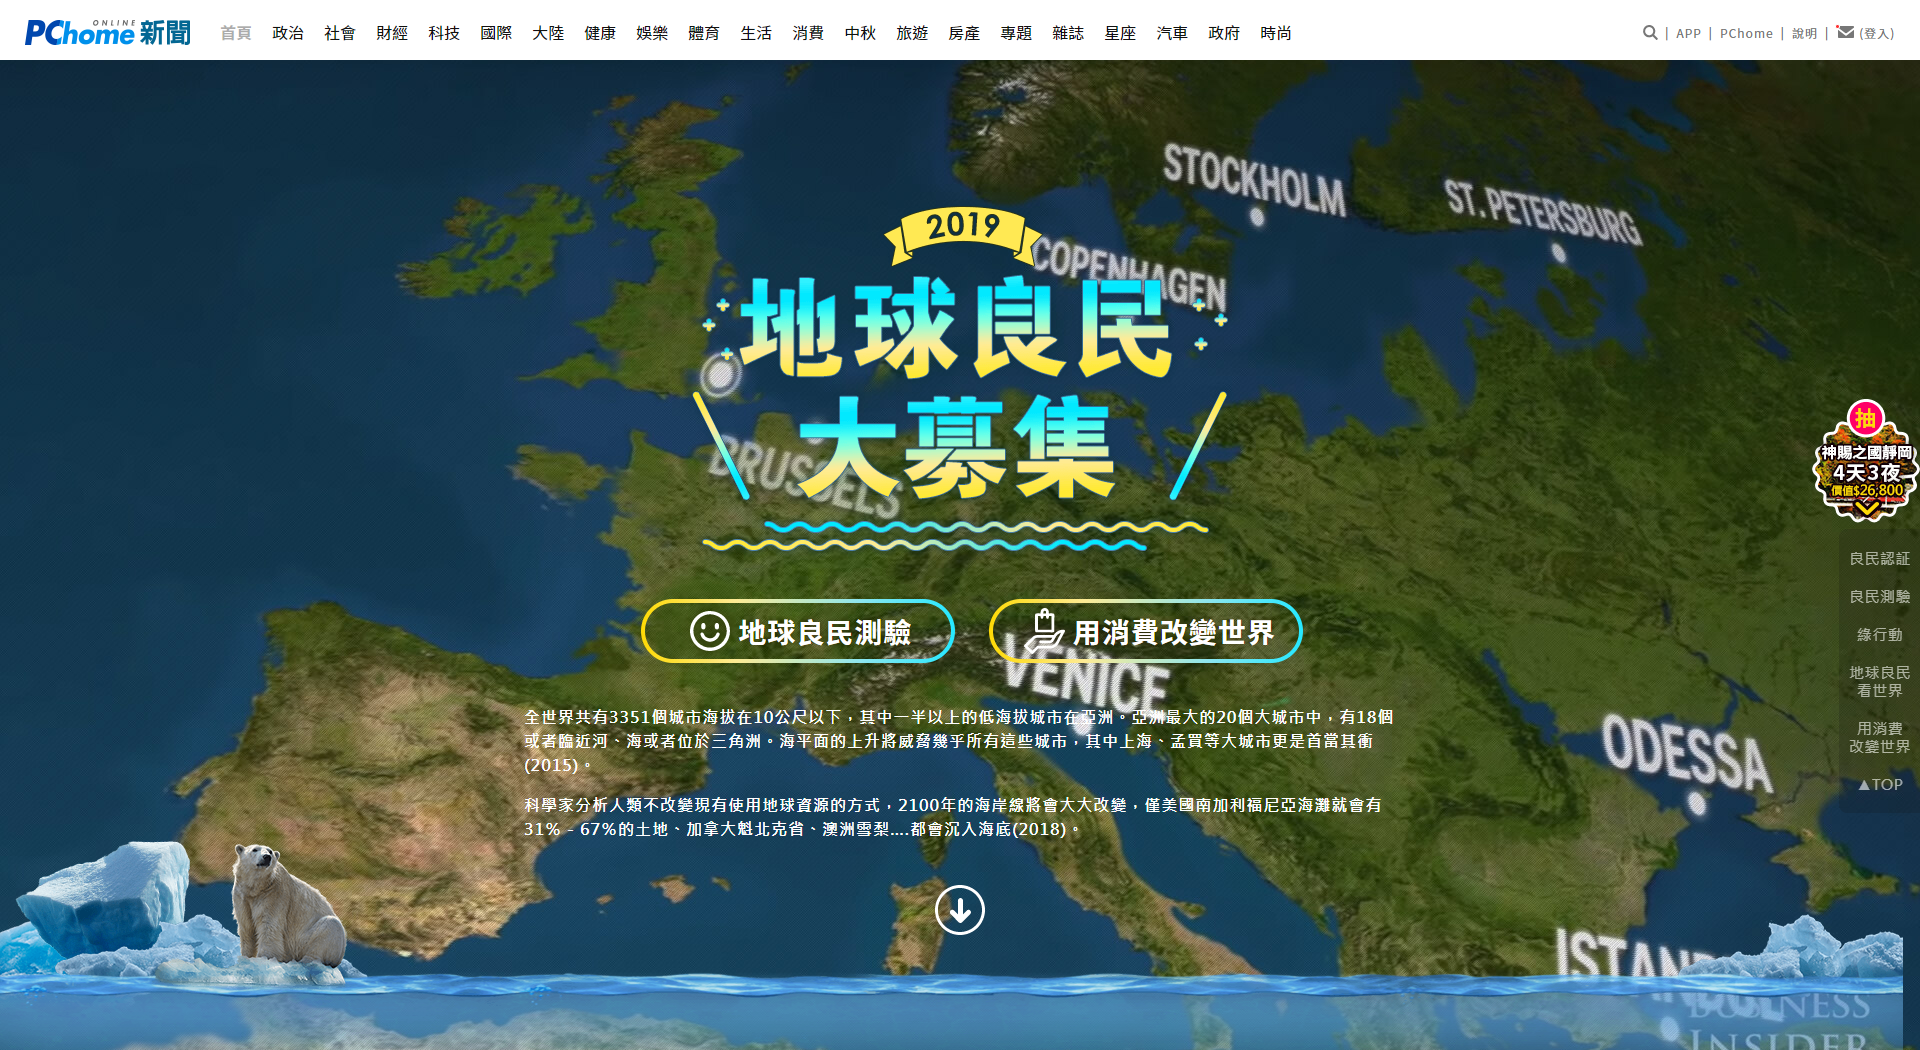 PChome ONLINE 新聞
首頁 政治 社會 財經 科技 國際 大陸 健康 娛樂 體育 生活 消費 中秋 旅遊 房產 專題 雜誌 星座 汽車 政府 時尚
| APP | PChome | 說明 | (登入)
STOCKHOLM
ST. PETERSBURG
2019
COPENHAGEN
地球良民
大募集
BRUSSELS
抽
神賜之國靜岡
4天3夜
價值$26,800
良民認証
良民測驗
綠行動
地球良民
看世界
用消費
改變世界
▲TOP
地球良民測驗
用消費改變世界
VENICE
全世界共有3351個城市海拔在10公尺以下，其中一半以上的低海拔城市在亞洲。亞洲最大的20個大城市中，有18個
或者臨近河、海或者位於三角洲。海平面的上升將威脅幾乎所有這些城市，其中上海、孟買等大城市更是首當其衝
(2015)。
ODESSA
科學家分析人類不改變現有使用地球資源的方式，2100年的海岸線將會大大改變，僅美國南加利福尼亞海灘就會有
31% - 67%的土地、加拿大魁北克省、澳洲雪梨....都會沉入海底(2018)。
BUSINESS
INSIDER